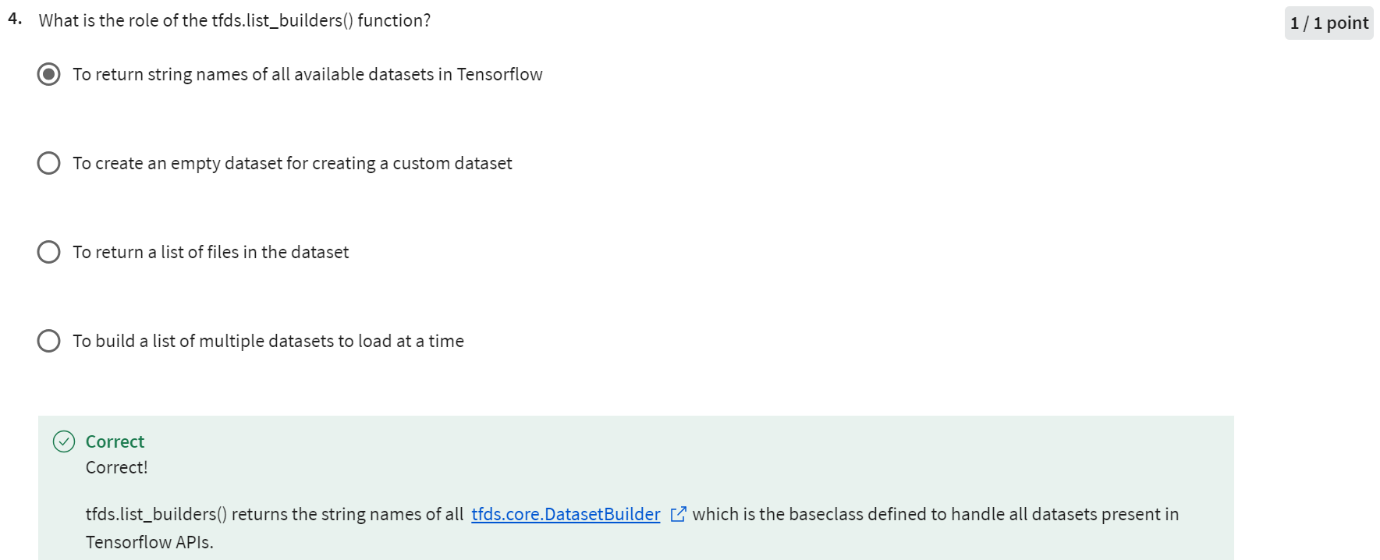 4. What is the role of the tfds.list_builders() function?
1 / 1 point
To return string names of all available datasets in Tensorflow
To create an empty dataset for creating a custom dataset
To return a list of files in the dataset
To build a list of multiple datasets to load at a time
Correct
Correct!
tfds.list_builders() returns the string names of all tfds.core.DatasetBuilder which is the baseclass defined to handle all datasets present in
Tensorflow APIs.